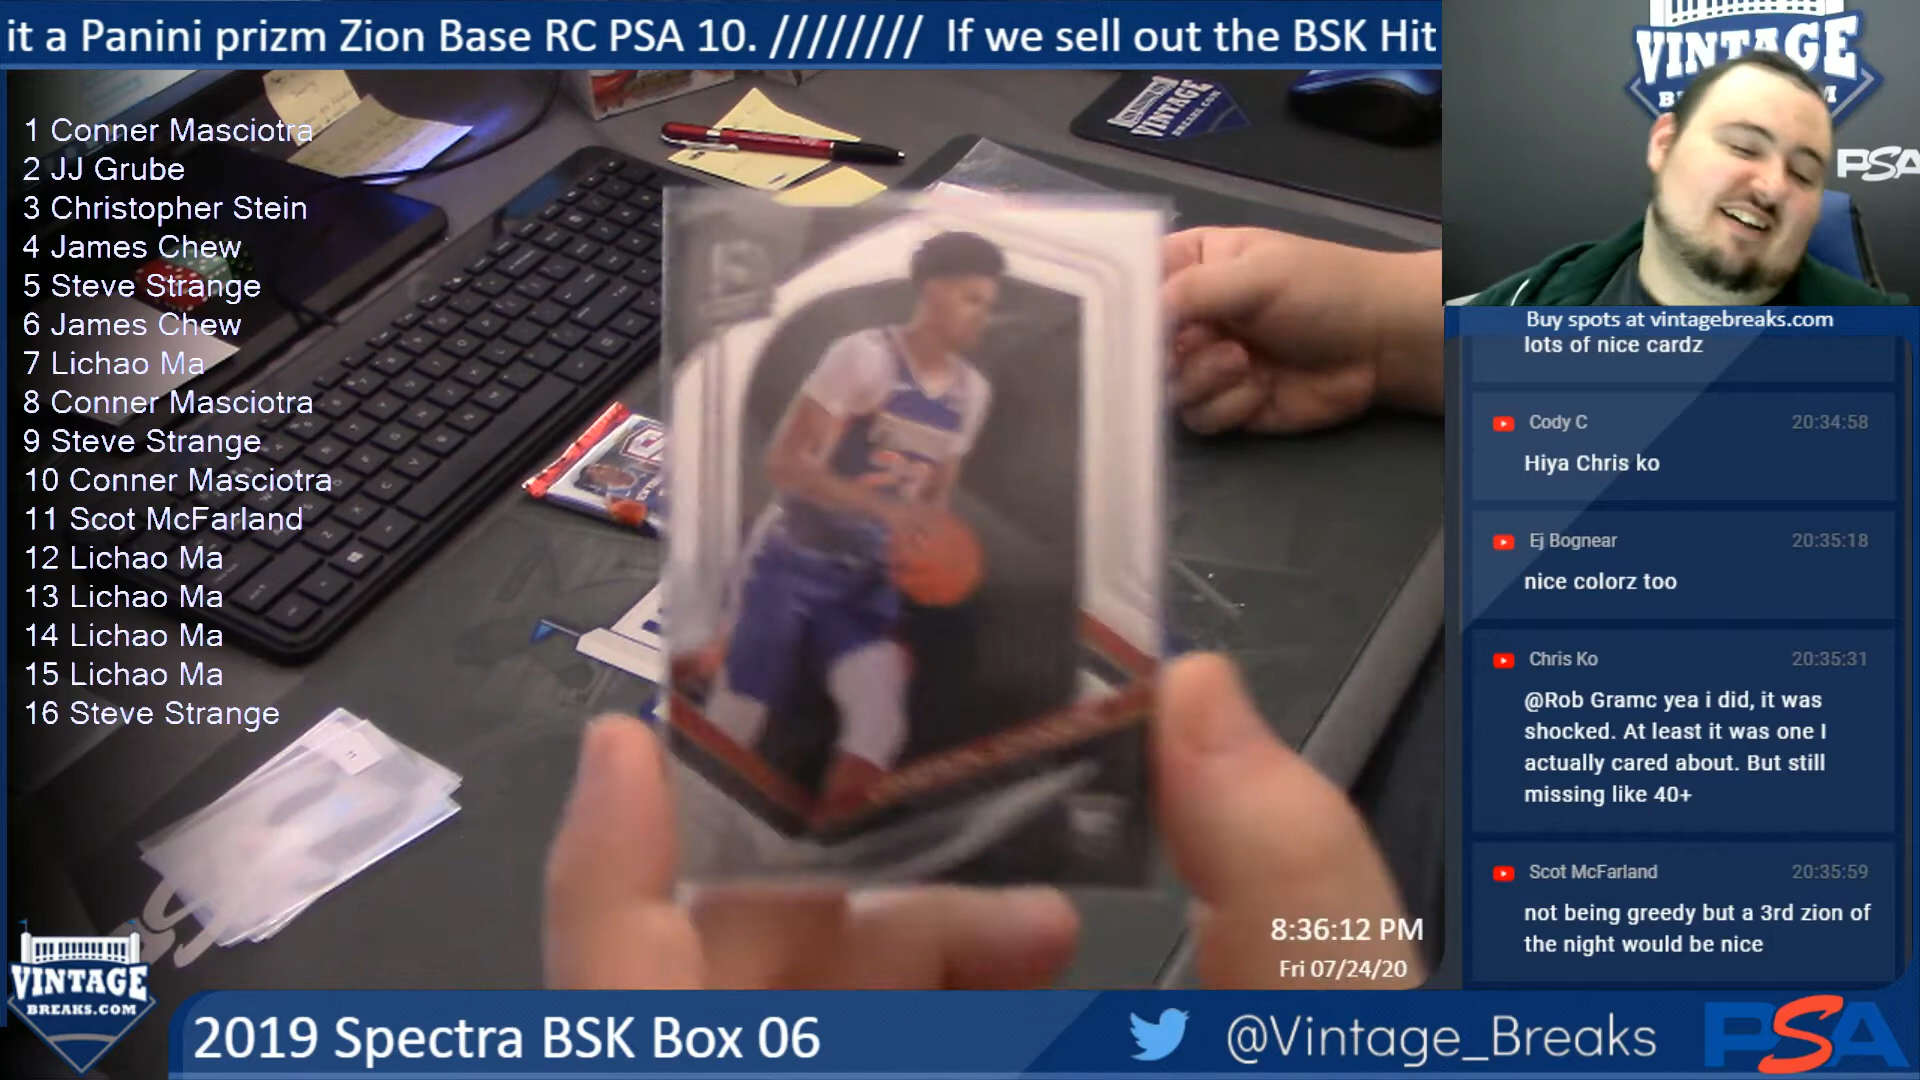 it a Panini prizm Zion Base RC PSA 10. //////// If we sell out the BSK Hit
1 Conner Masciotra
2 JJ Grube
3 Christopher Stein
4 James Chew
5 Steve Strange
6 James Chew
7 Lichao Ma
8 Conner Masciotra
9 Steve Strange
10 Conner Masciotra
11 Scot McFarland
12 Lichao Ma
13 Lichao Ma
14 Lichao Ma
15 Lichao Ma
16 Steve Strange
VINTAGE
BREAKS.COM
VINTAGE
PSA
Buy spots at vintagebreaks.com
lots of nice cardz
Cody C 20:34:58
Hiya Chris ko
Ej Bognear 20:35:18
nice colorz too
Chris Ko 20:35:31
@Rob Gramc yea i did, it was
shocked. At least it was one I
actually cared about. But still
missing like 40+
Scot McFarland 20:35:59
not being greedy but a 3rd zion of
the night would be nice
8:36:12 PM
Fri 07/24/20
VINTAGE
BREAKS.COM
2019 Spectra BSK Box 06
@Vintage_Breaks
PSA